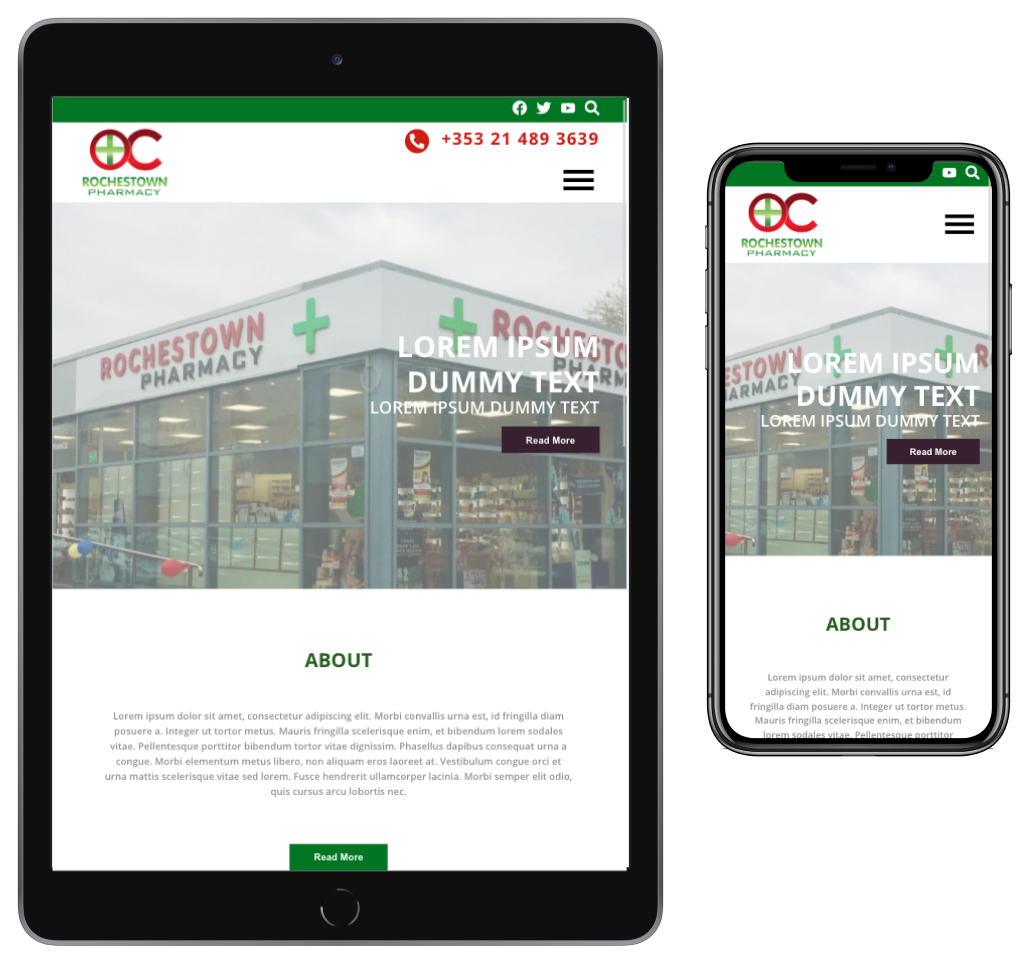 +353 21 489 3639
OC
ROCHESTOWN
PHARMACY
ROCHESTOWN
PHARMACY
LOREM IPSUM
DUMMY TEXT
LOREM IPSUM DUMMY TEXT
Read More
ABOUT
Lorem ipsum dolor sit amet, consectetur adipiscing elit. Morbi convallis urna est, id fringilla diam
posuere a. Integer ut tortor metus. Mauris fringilla scelerisque enim, et bibendum lorem sodales
vitae. Pellentesque porttitor bibendum tortor vitae dignissim. Phasellus dapibus consequat urna a
congue. Morbi elementum metus libero, non aliquam eros laoreet at. Vestibulum congue orci et
urna mattis scelerisque vitae sed lorem. Fusce hendrerit ullamcorper lacinia. Morbi semper elit odio,
quis cursus arcu lobortis nec.
Read More
OC
ROCHESTOWN
PHARMACY
LOREM IPSUM
DUMMY TEXT
LOREM IPSUM DUMMY TEXT
Read More
ABOUT
Lorem ipsum dolor sit amet, consectetur
adipiscing elit. Morbi convallis urna est, id
fringilla diam posuere a. Integer ut tortor metus.
Mauris fringilla scelerisque enim, et bibendum
lorem sodales vitae. Pellentesque porttitor